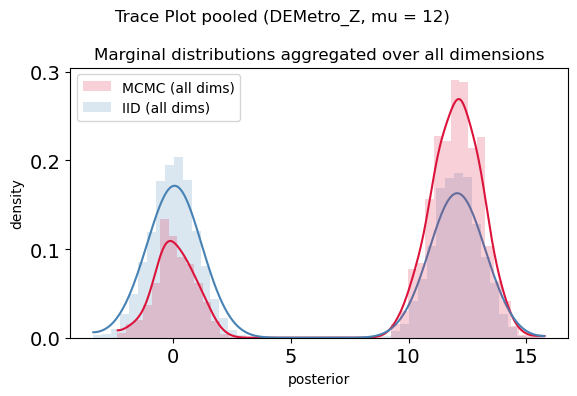 Trace Plot pooled (DEMetro_Z, mu = 12)
Marginal distributions aggregated over all dimensions
MCMC (all dims)
IID (all dims)
density
0.3
0.2
0.1
0.0
0
5
10
15
posterior